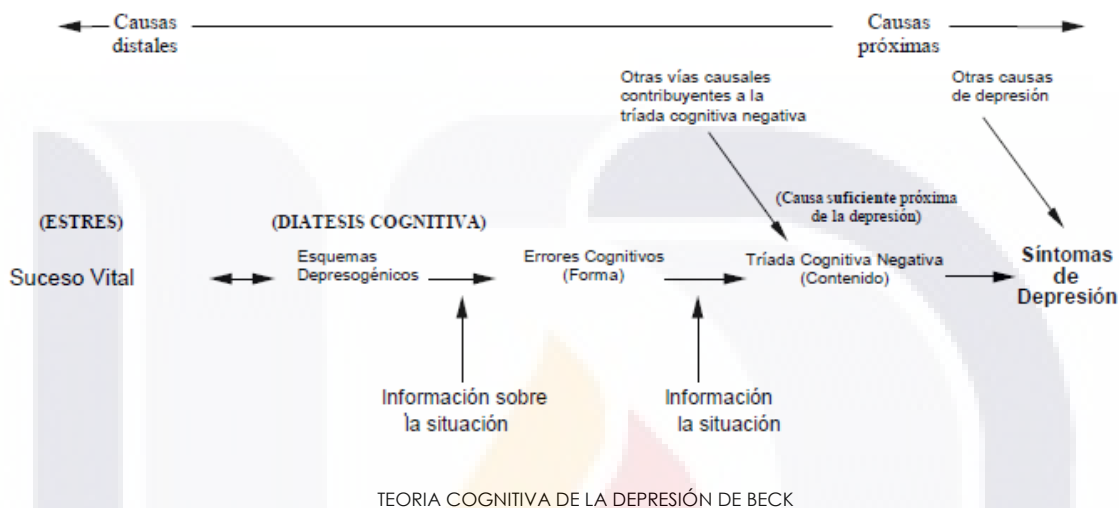 Causas
distales
Causas
próximas
Otras vías causales
contribuyentes a la
tríada cognitiva negativa
Otras causas
de depresión
(Causa suficiente próxima
de la depresión)
(ESTRES)
(DIATESIS COGNITIVA)
Suceso Vital
Esquemas
Depresogénicos
Errores Cognitivos
(Forma)
Tríada Cognitiva Negativa
(Contenido)
Síntomas
de
Depresión
Información sobre
la situación
Información
la situación
TEORIA COGNITIVA DE LA DEPRESIÓN DE BECK